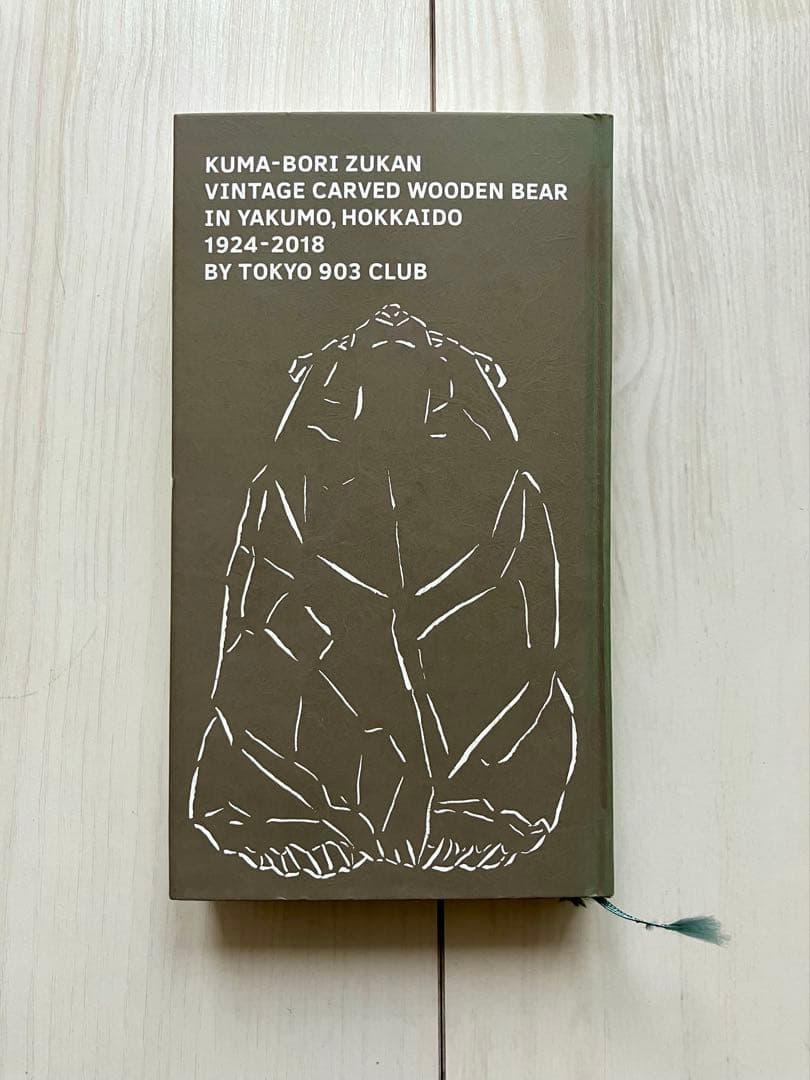 KUMA-BORI ZUKAN
VINTAGE CARVED WOODEN BEAR
IN YAKUMO, HOKKAIDO
1924-2018
BY TOKYO 903 CLUB